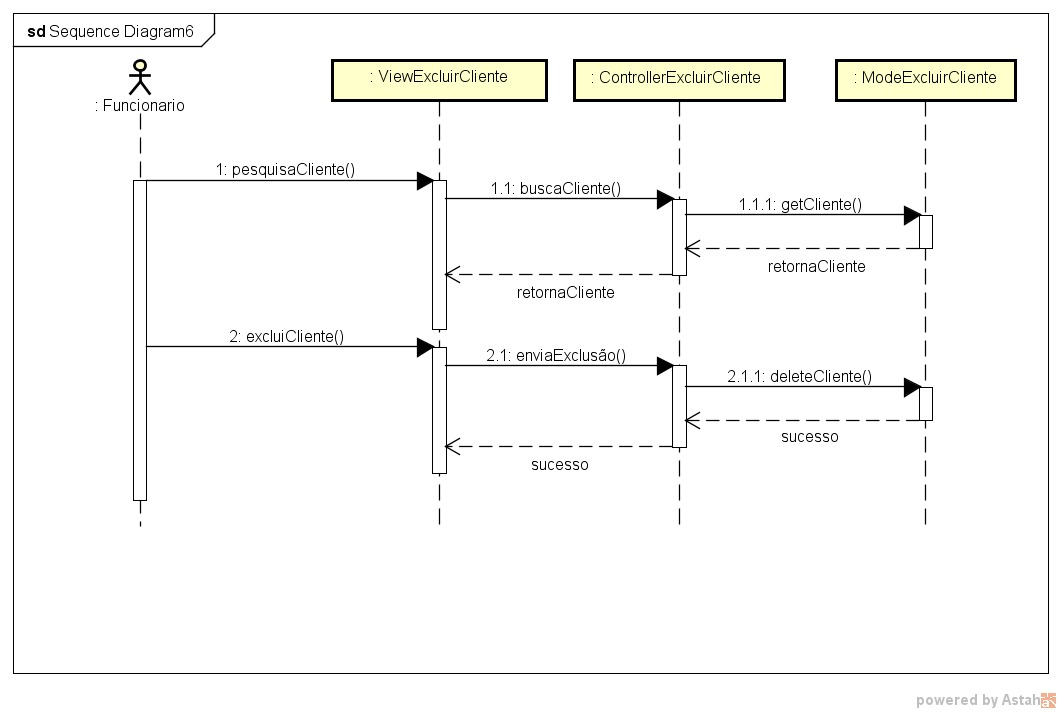 sd Sequence Diagram6
: Funcionario
: ViewExcluirCliente
: ControllerExcluirCliente
: ModeExcluirCliente
1: pesquisaCliente()
1.1: buscaCliente()
1.1.1: getCliente()
retornaCliente
retornaCliente
2: excluiCliente()
2.1: enviaExclusão()
2.1.1: deleteCliente()
sucesso
sucesso
powered by Astah